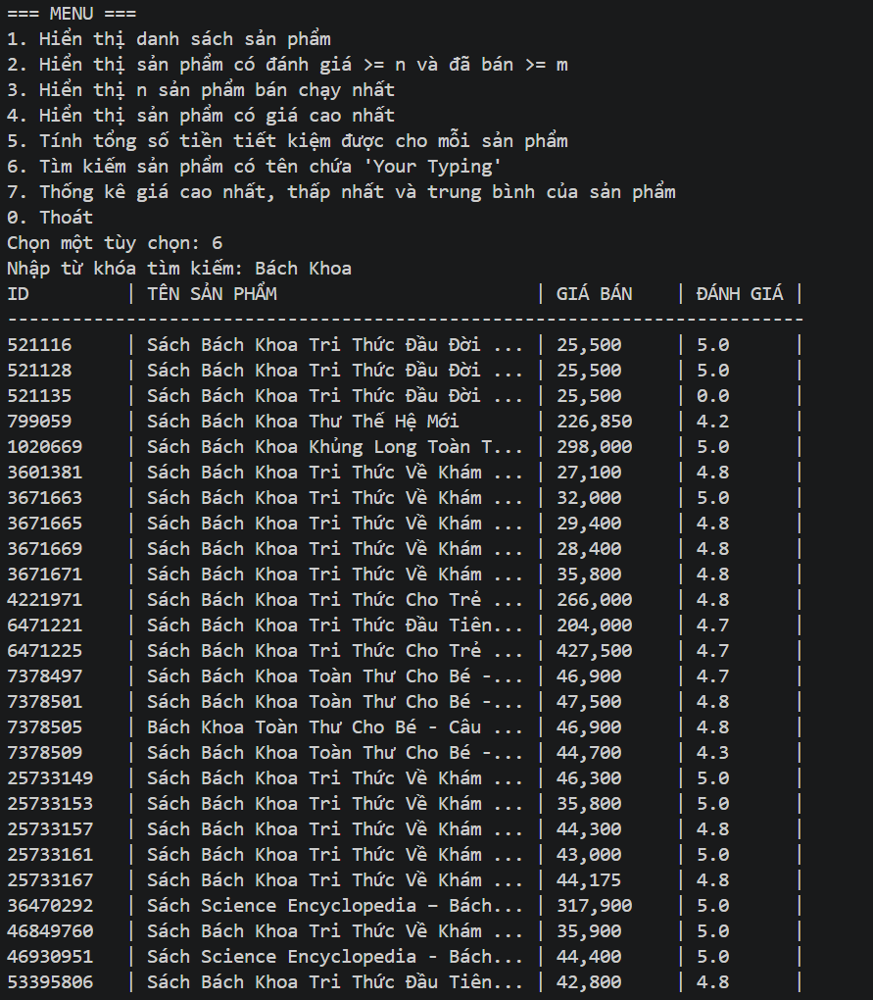 === MENU ===
1. Hiển thị danh sách sản phẩm
2. Hiển thị sản phẩm có đánh giá >= n và đã bán >= m
3. Hiển thị n sản phẩm bán chạy nhất
4. Hiển thị sản phẩm có giá cao nhất
5. Tính tổng số tiền tiết kiệm được cho mỗi sản phẩm
6. Tìm kiếm sản phẩm có tên chứa 'Your Typing'
7. Thống kê giá cao nhất, thấp nhất và trung bình của sản phẩm
0. Thoát
Chọn một tùy chọn: 6
Nhập từ khóa tìm kiếm: Bách Khoa
ID | TÊN SẢN PHẨM | GIÁ BÁN | ĐÁNH GIÁ |
--------------------------------------------------------------------------
521116 | Sách Bách Khoa Tri Thức Đầu Đời ... | 25,500 | 5.0 |
521128 | Sách Bách Khoa Tri Thức Đầu Đời ... | 25,500 | 5.0 |
521135 | Sách Bách Khoa Tri Thức Đầu Đời ... | 25,500 | 0.0 |
799059 | Sách Bách Khoa Thư Thế Hệ Mới | 226,850 | 4.2 |
1020669 | Sách Bách Khoa Khủng Long Toàn T... | 298,000 | 5.0 |
3601381 | Sách Bách Khoa Tri Thức Về Khám ... | 27,100 | 4.8 |
3671663 | Sách Bách Khoa Tri Thức Về Khám ... | 32,000 | 5.0 |
3671665 | Sách Bách Khoa Tri Thức Về Khám ... | 29,400 | 4.8 |
3671669 | Sách Bách Khoa Tri Thức Về Khám ... | 28,400 | 4.8 |
3671671 | Sách Bách Khoa Tri Thức Về Khám ... | 35,800 | 4.8 |
4221971 | Sách Bách Khoa Tri Thức Cho Trẻ ... | 266,000 | 4.8 |
6471221 | Sách Bách Khoa Tri Thức Đầu Tiên... | 204,000 | 4.7 |
6471225 | Sách Bách Khoa Tri Thức Cho Trẻ ... | 427,500 | 4.7 |
7378497 | Sách Bách Khoa Toàn Thư Cho Bé -... | 46,900 | 4.7 |
7378501 | Sách Bách Khoa Toàn Thư Cho Bé -... | 47,500 | 4.8 |
7378505 | Bách Khoa Toàn Thư Cho Bé - Câu ... | 46,900 | 4.8 |
7378509 | Sách Bách Khoa Toàn Thư Cho Bé -... | 44,700 | 4.3 |
25733149 | Sách Bách Khoa Tri Thức Về Khám ... | 46,300 | 5.0 |
25733153 | Sách Bách Khoa Tri Thức Về Khám ... | 35,800 | 5.0 |
25733157 | Sách Bách Khoa Tri Thức Về Khám ... | 44,300 | 4.8 |
25733161 | Sách Bách Khoa Tri Thức Về Khám ... | 43,000 | 5.0 |
25733167 | Sách Bách Khoa Tri Thức Về Khám ... | 44,175 | 4.8 |
36470292 | Sách Science Encyclopedia – Bách... | 317,900 | 5.0 |
46849760 | Sách Bách Khoa Tri Thức Về Khám ... | 35,900 | 5.0 |
46930951 | Sách Science Encyclopedia - Bách... | 44,400 | 5.0 |
53395806 | Sách Bách Khoa Tri Thức Đầu Tiên... | 42,800 | 4.8 |